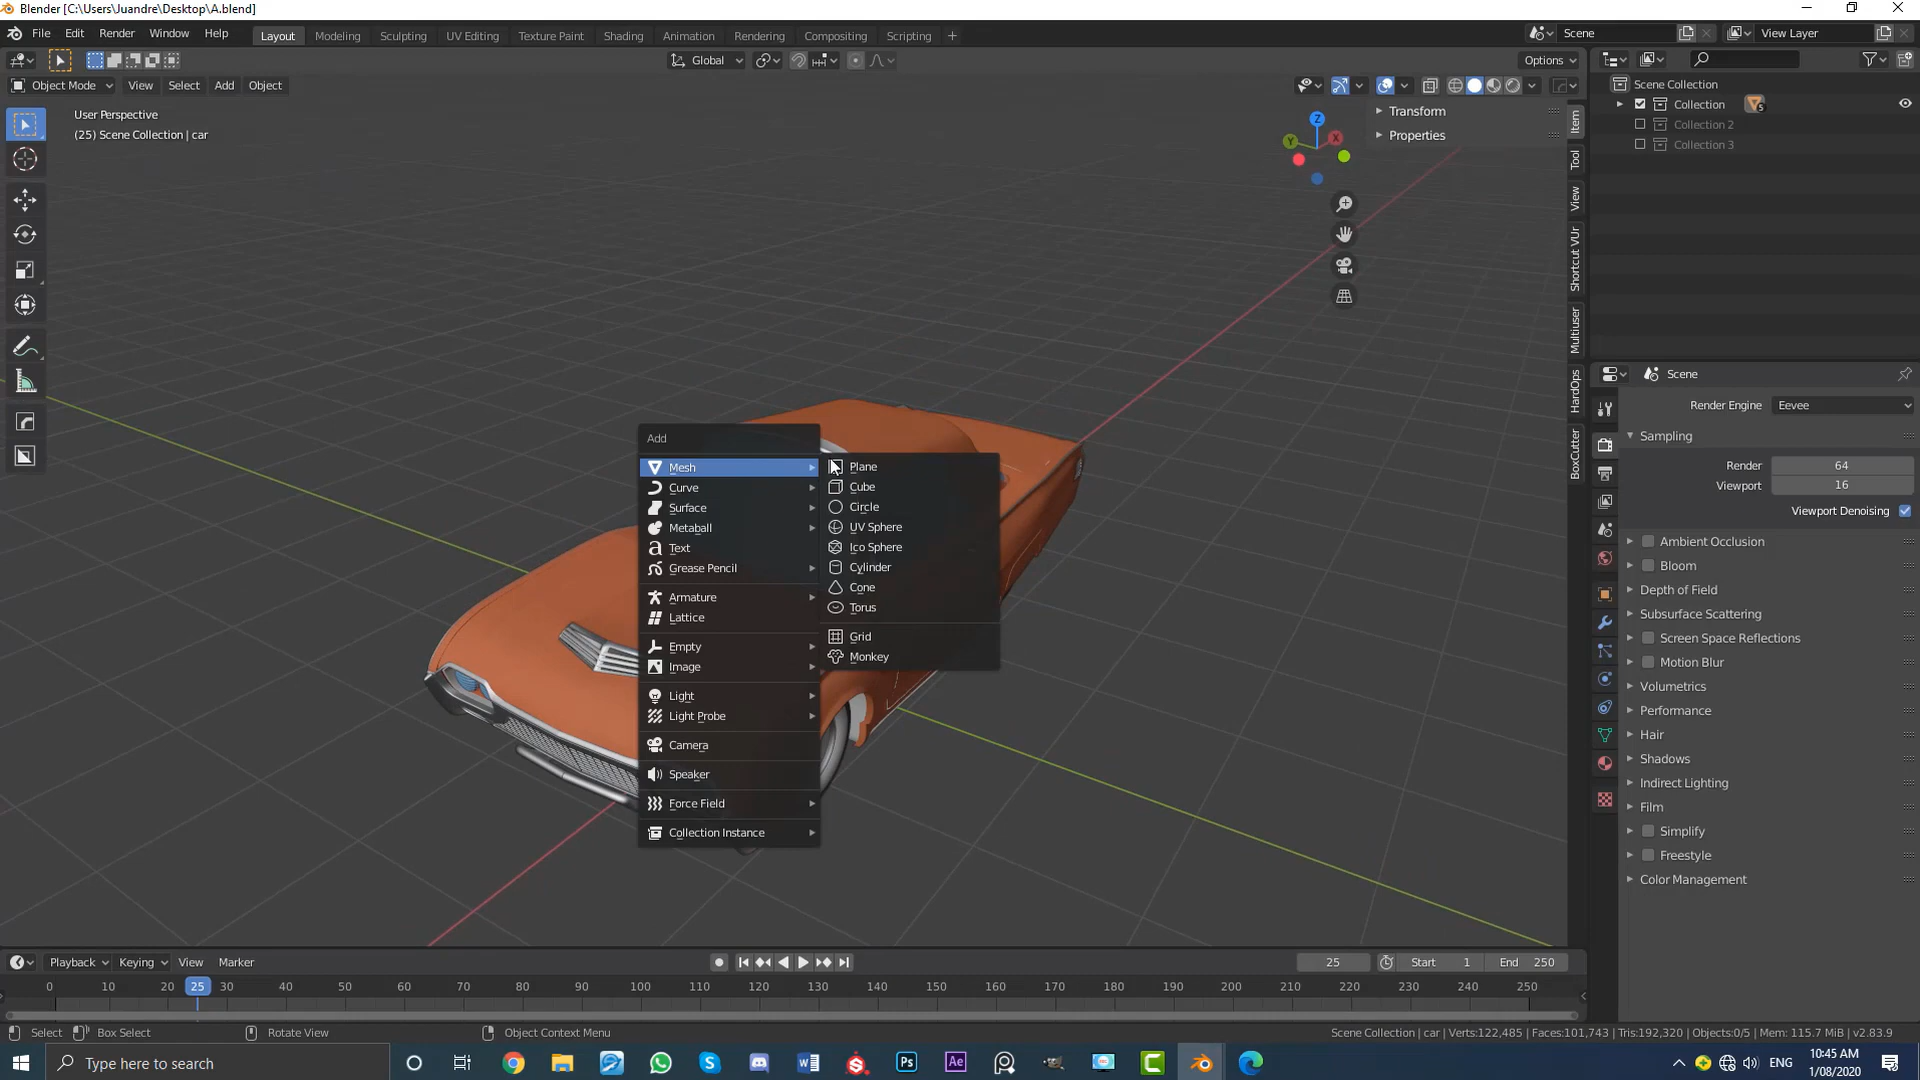 Blender [C:\Users\Juandre\Desktop\A.blend]
File Edit Render Window Help
Layout Modeling Sculpting UV Editing Texture Paint Shading Animation Rendering Compositing Scripting +
Scene View Layer
Global Options
Object Mode View Select Add Object
User Perspective
(25) Scene Collection | car
Transform
Properties
Z
Y
X
Item
Tool
View
Shortcut VUr
Multiuser
HardOps
BoxCutter
Scene Collection
Collection
5
Collection 2
Collection 3
Scene
Render Engine Eevee
Sampling
Render 64
Viewport 16
Viewport Denoising
Ambient Occlusion
Bloom
Depth of Field
Subsurface Scattering
Screen Space Reflections
Motion Blur
Volumetrics
Performance
Hair
Shadows
Indirect Lighting
Film
Simplify
Freestyle
Color Management
Add
Mesh
Curve
Surface
Metaball
Text
Grease Pencil
Armature
Lattice
Empty
Image
Light
Light Probe
Camera
Speaker
Force Field
Collection Instance
Plane
Cube
Circle
UV Sphere
Ico Sphere
Cylinder
Cone
Torus
Grid
Monkey
Playback Keying View Marker
25 Start 1 End 250
0 10 20 25 30 40 50 60 70 80 90 100 110 120 130 140 150 160 170 180 190 200 210 220 230 240 250
Select Box Select Rotate View Object Context Menu
Scene Collection | car | Verts:122,485 | Faces:101,743 | Tris:192,320 | Objects:0/5 | Mem: 115.7 MiB | v2.83.9
Type here to search
Ps
Ae
ENG
10:45 AM
1/08/2020